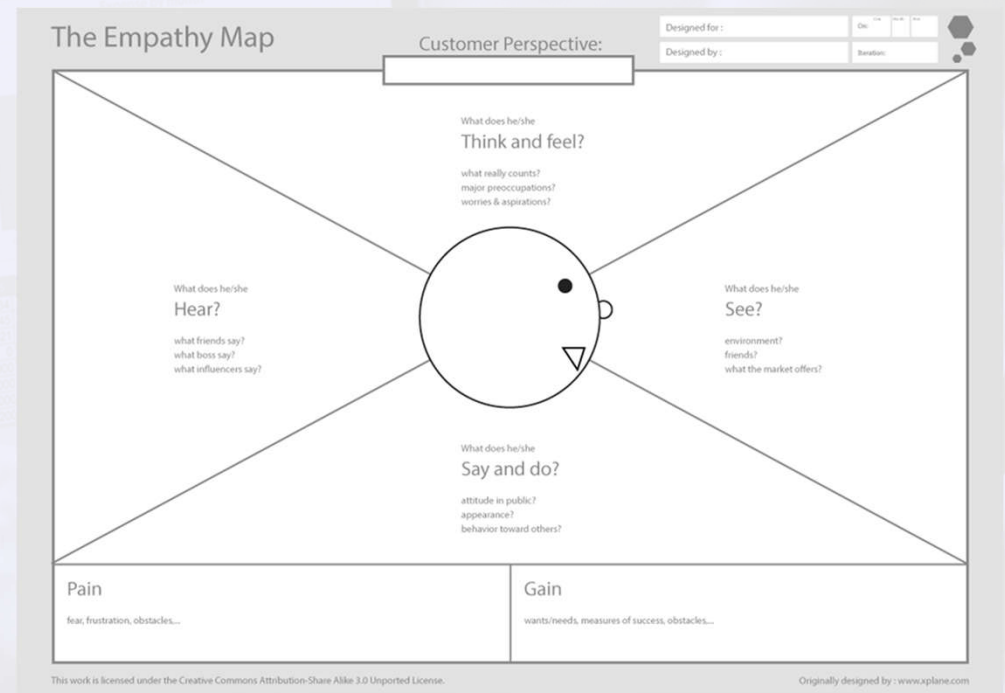 The Empathy Map
Customer Perspective:
Designed for :
Designed by :
On:
Iteration:
What does he/she
Think and feel?
what really counts?
major preoccupations?
worries & aspirations?
What does he/she
Hear?
what friends say?
what boss say?
what influencers say?
What does he/she
See?
environment?
friends?
what the market offers?
What does he/she
Say and do?
attitude in public?
appearance?
behavior toward others?
Pain
fear, frustration, obstacles,...
Gain
wants/needs, measures of success, obstacles,...
This work is licensed under the Creative Commons Attribution-Share Alike 3.0 Unported License.
Originally designed by : www.xplane.com